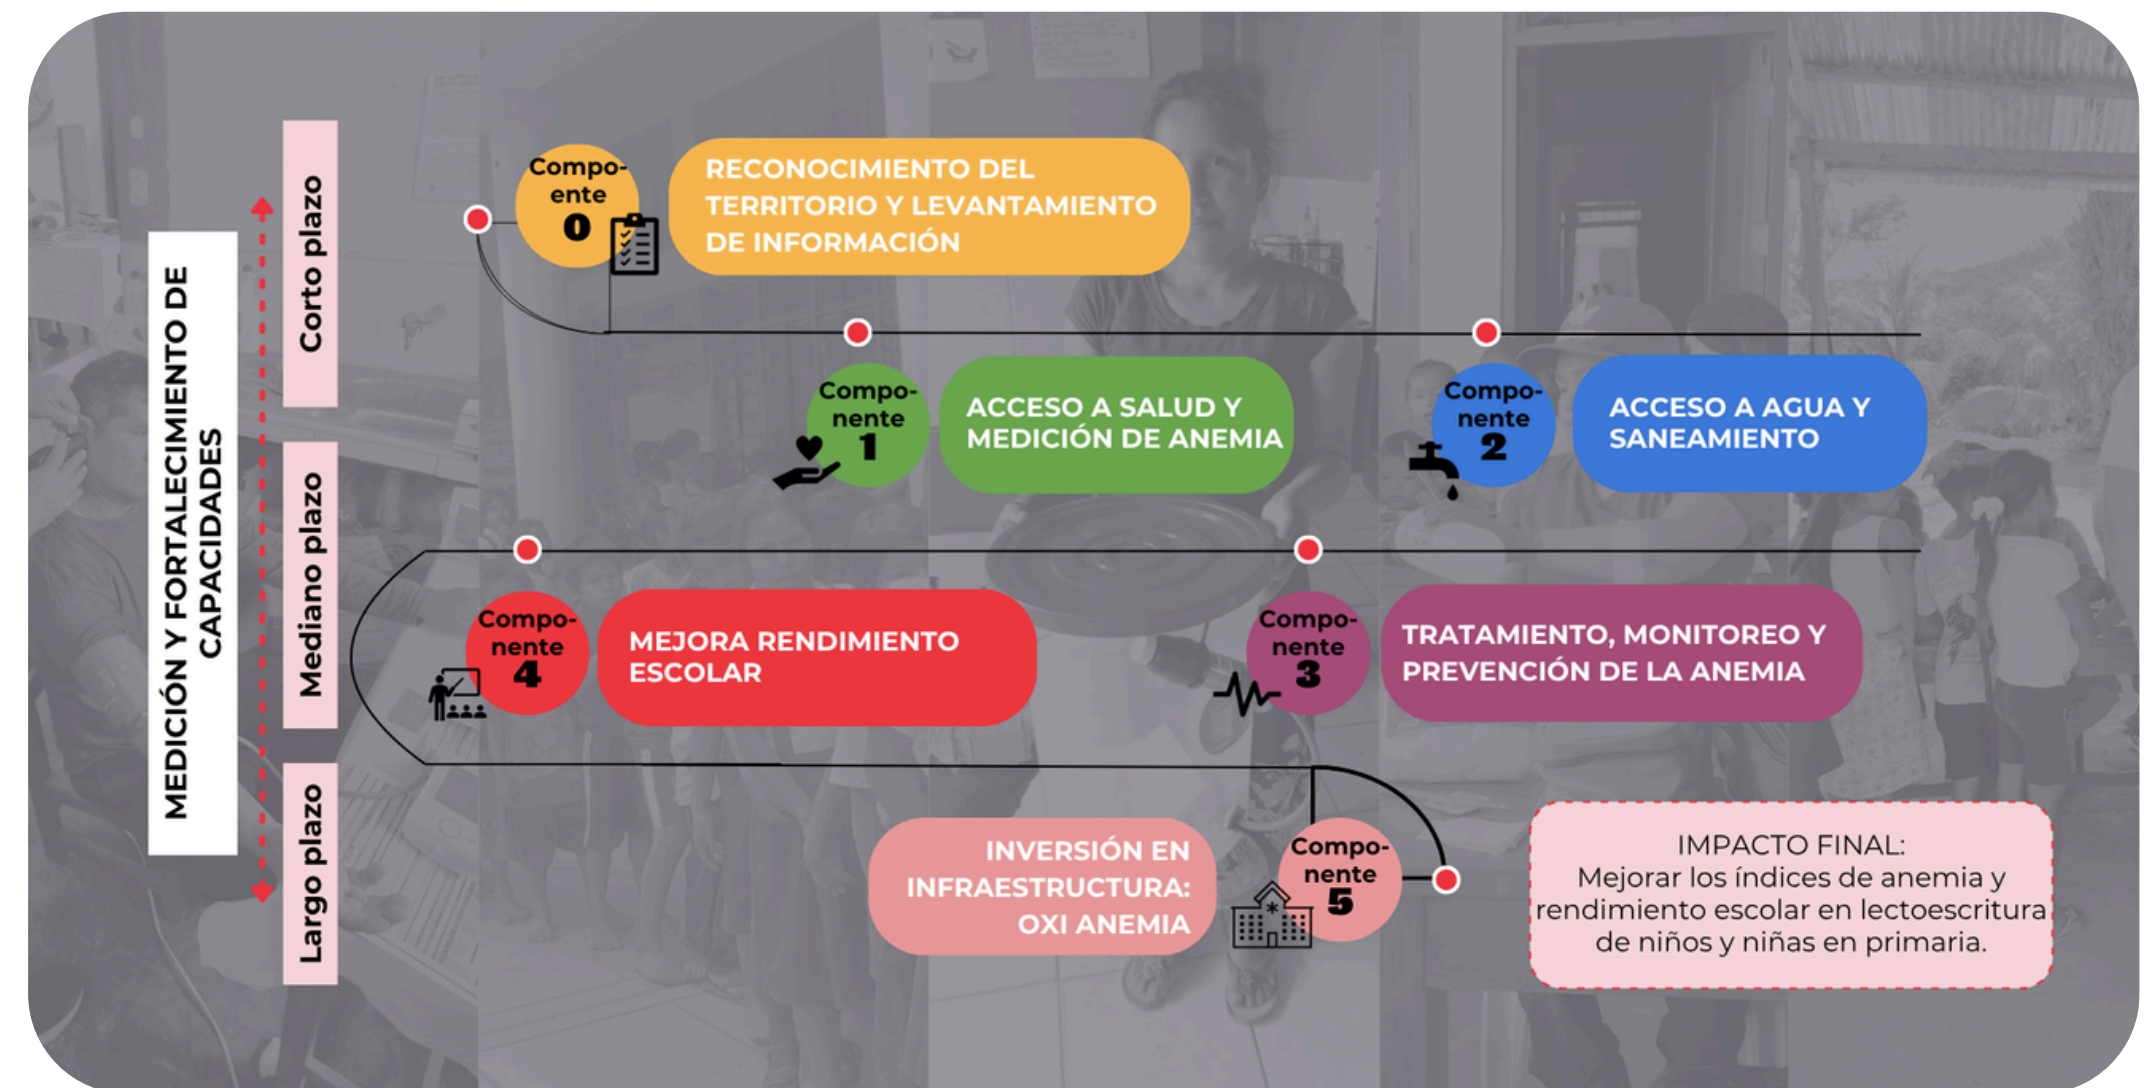 MEDICIÓN Y FORTALECIMIENTO DE
CAPACIDADES
Corto plazo
Compo-
ente
0
RECONOCIMIENTO DEL
TERRITORIO Y LEVANTAMIENTO
DE INFORMACIÓN
Compo-
nente
1
ACCESO A SALUD Y
MEDICIÓN DE ANEMIA
Compo-
nente
2
ACCESO A AGUA Y
SANEAMIENTO
Mediano plazo
Compo-
nente
4
MEJORA RENDIMIENTO
ESCOLAR
Compo-
nente
3
TRATAMIENTO, MONITOREO Y
PREVENCIÓN DE LA ANEMIA
Largo plazo
INVERSIÓN EN
INFRAESTRUCTURA:
OXI ANEMIA
Compo-
nente
5
IMPACTO FINAL:
Mejorar los índices de anemia y
rendimiento escolar en lectoescritura
de niños y niñas en primaria.